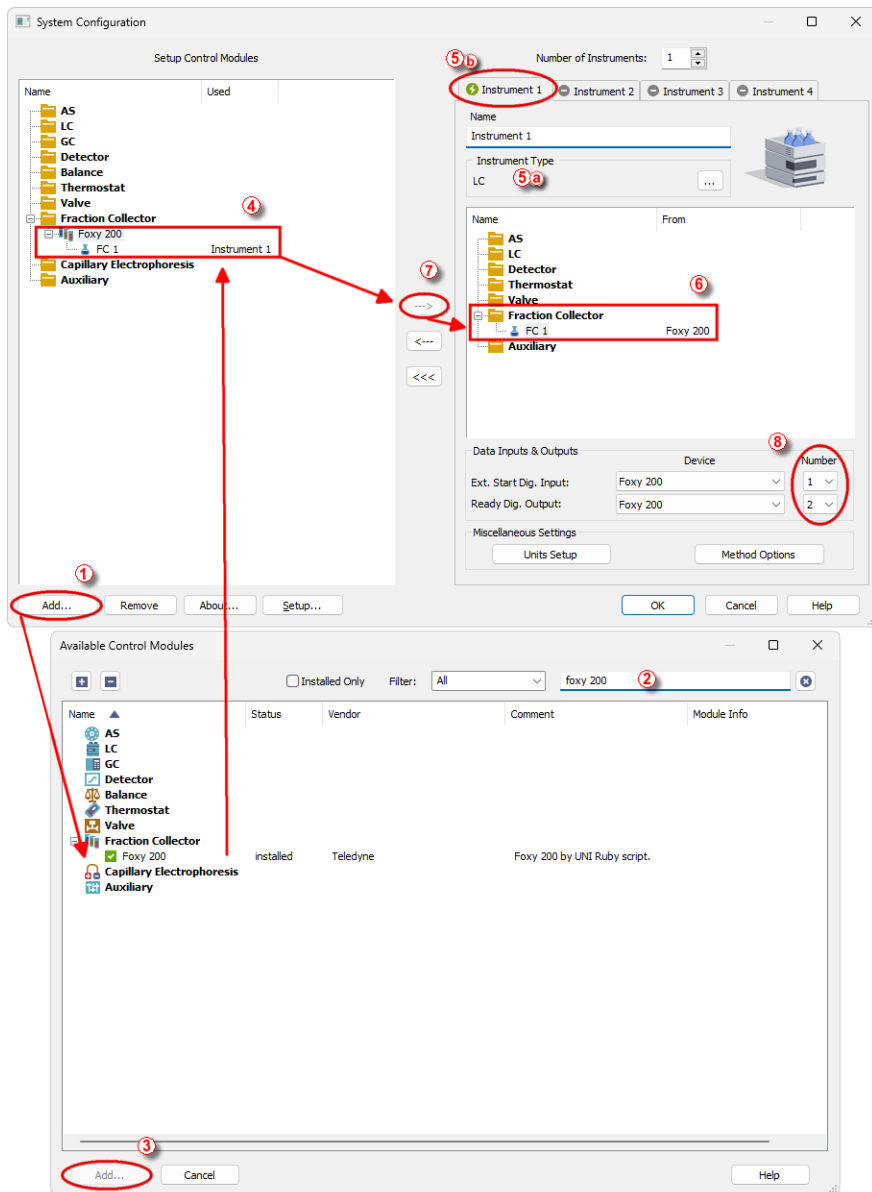 System Configuration
Setup Control Modules
Number of Instruments: 1
5 b
Name Used
AS
LC
GC
Detector
Balance
Thermostat
Valve
Fraction Collector
4
Foxy 200
FC 1 Instrument 1
Capillary Electrophoresis
Auxiliary
7
--->
<---
<<<
Instrument 1 Instrument 2 Instrument 3 Instrument 4
Name
Instrument 1
Instrument Type
LC 5 a ...
Name From
AS
LC
Detector
Thermostat
Valve
6
Fraction Collector
FC 1 Foxy 200
Auxiliary
Data Inputs & Outputs
8
Device Number
Ext. Start Dig. Input: Foxy 200 1
Ready Dig. Output: Foxy 200 2
Miscellaneous Settings
Units Setup Method Options
1
Add... Remove About... Setup... OK Cancel Help
Available Control Modules
Installed Only Filter: All foxy 200 2
Name Status Vendor Comment Module Info
AS
LC
GC
Detector
Balance
Thermostat
Valve
Fraction Collector
Foxy 200 installed Teledyne Foxy 200 by UNI Ruby script.
Capillary Electrophoresis
Auxiliary
3
Add... Cancel Help